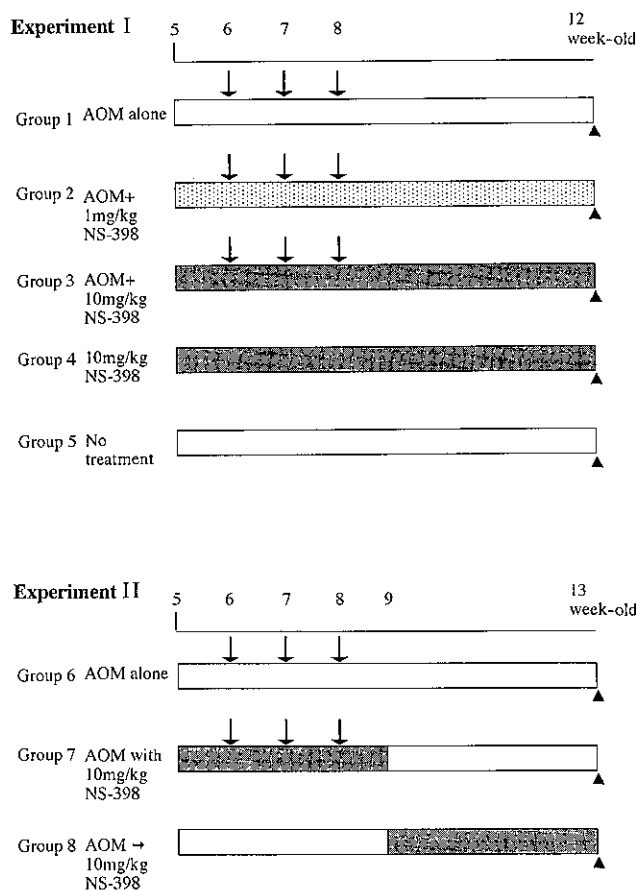 Experiment I
5 6 7 8 12
week-old
Group 1 AOM alone
Group 2 AOM+
1mg/kg
NS-398
Group 3 AOM+
10mg/kg
NS-398
Group 4 10mg/kg
NS-398
Group 5 No
treatment
Experiment II
5 6 7 8 9 13
week-old
Group 6 AOM alone
Group 7 AOM with
10mg/kg
NS-398
Group 8 AOM →
10mg/kg
NS-398